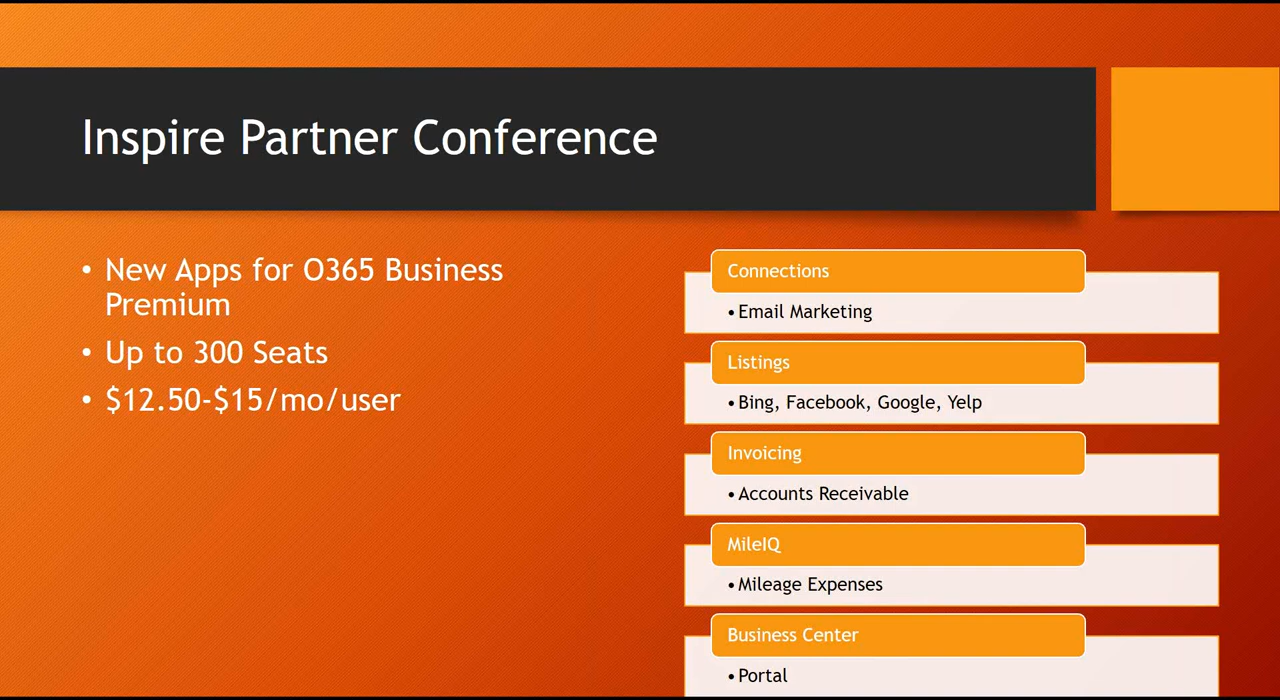 Inspire Partner Conference
• New Apps for O365 Business
Premium
• Up to 300 Seats
• $12.50-$15/mo/user
Connections
• Email Marketing
Listings
• Bing, Facebook, Google, Yelp
Invoicing
• Accounts Receivable
MileIQ
• Mileage Expenses
Business Center
• Portal